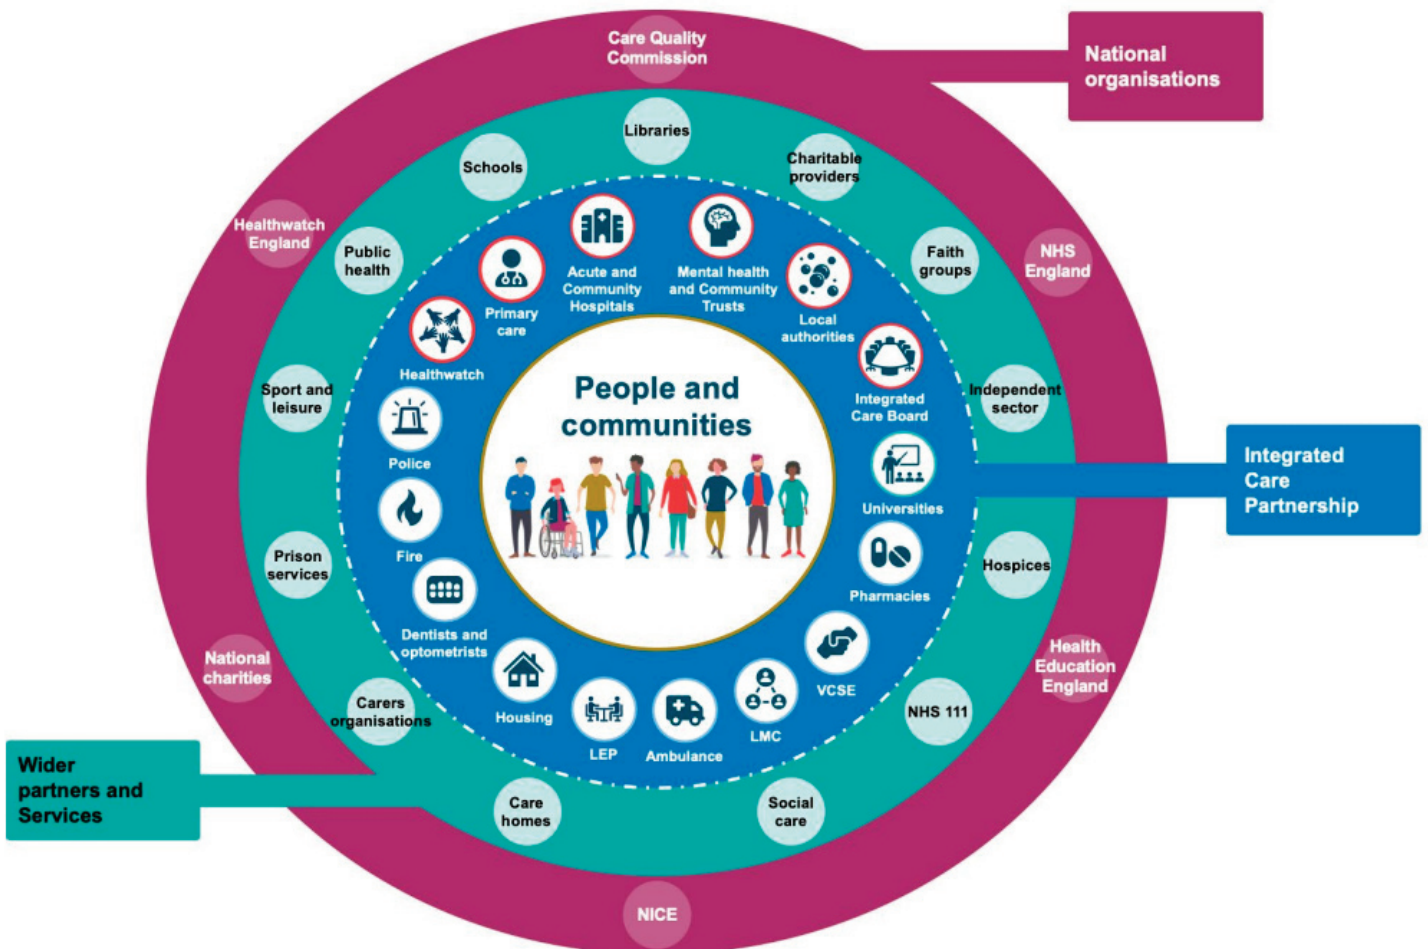 Care Quality
Commission
National
organisations
Libraries
Schools
Charitable
providers
Healthwatch
England
Public
health
Faith
groups
NHS
England
Acute and
Community
Hospitals
Mental health
and Community
Trusts
Primary
care
Local
authorities
Healthwatch
Integrated
Care Board
People and
communities
Sport and
leisure
Independent
sector
Police
Universities
Integrated
Care
Partnership
Fire
Prison
services
Hospices
Pharmacies
Dentists and
optometrists
National
charities
Health
Education
England
VCSE
Carers
organisations
NHS 111
Housing
LMC
LEP
Ambulance
Wider
partners and
Services
Care
homes
Social
care
NICE